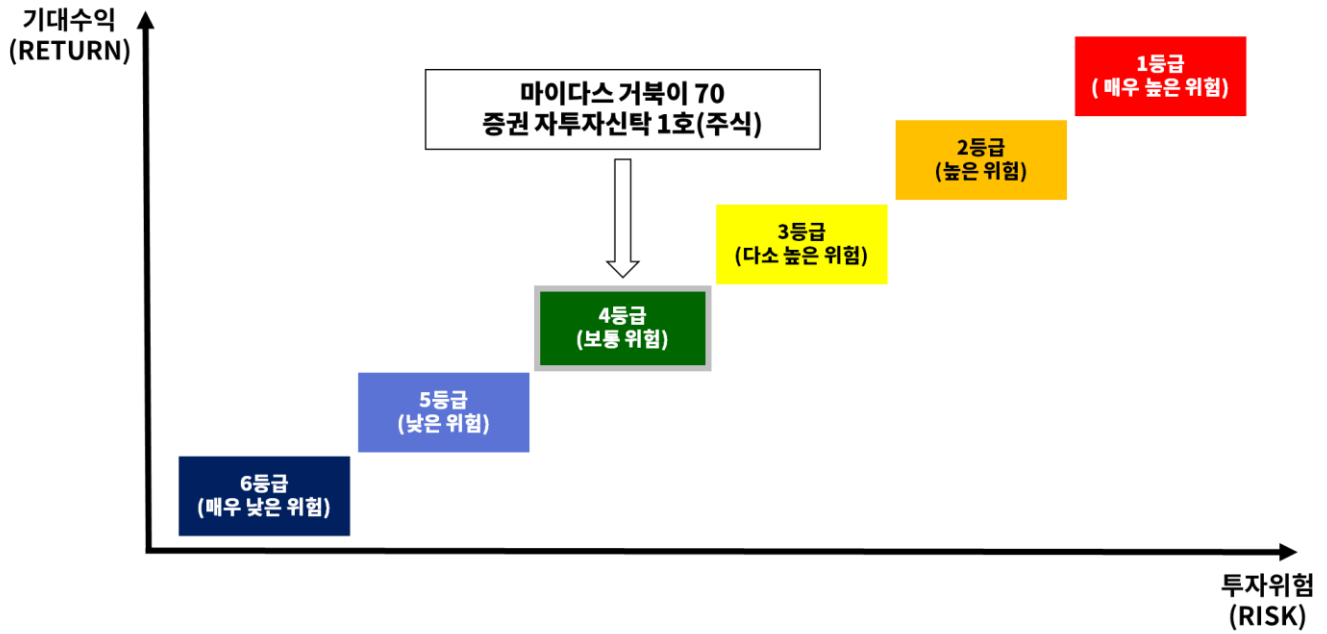 기대수익
(RETURN)
마이다스 거북이 70
증권 자투자신탁 1호(주식)
1등급
( 매우 높은 위험)
2등급
(높은 위험)
3등급
(다소 높은 위험)
4등급
(보통 위험)
5등급
(낮은 위험)
6등급
(매우 낮은 위험)
투자위험
(RISK)